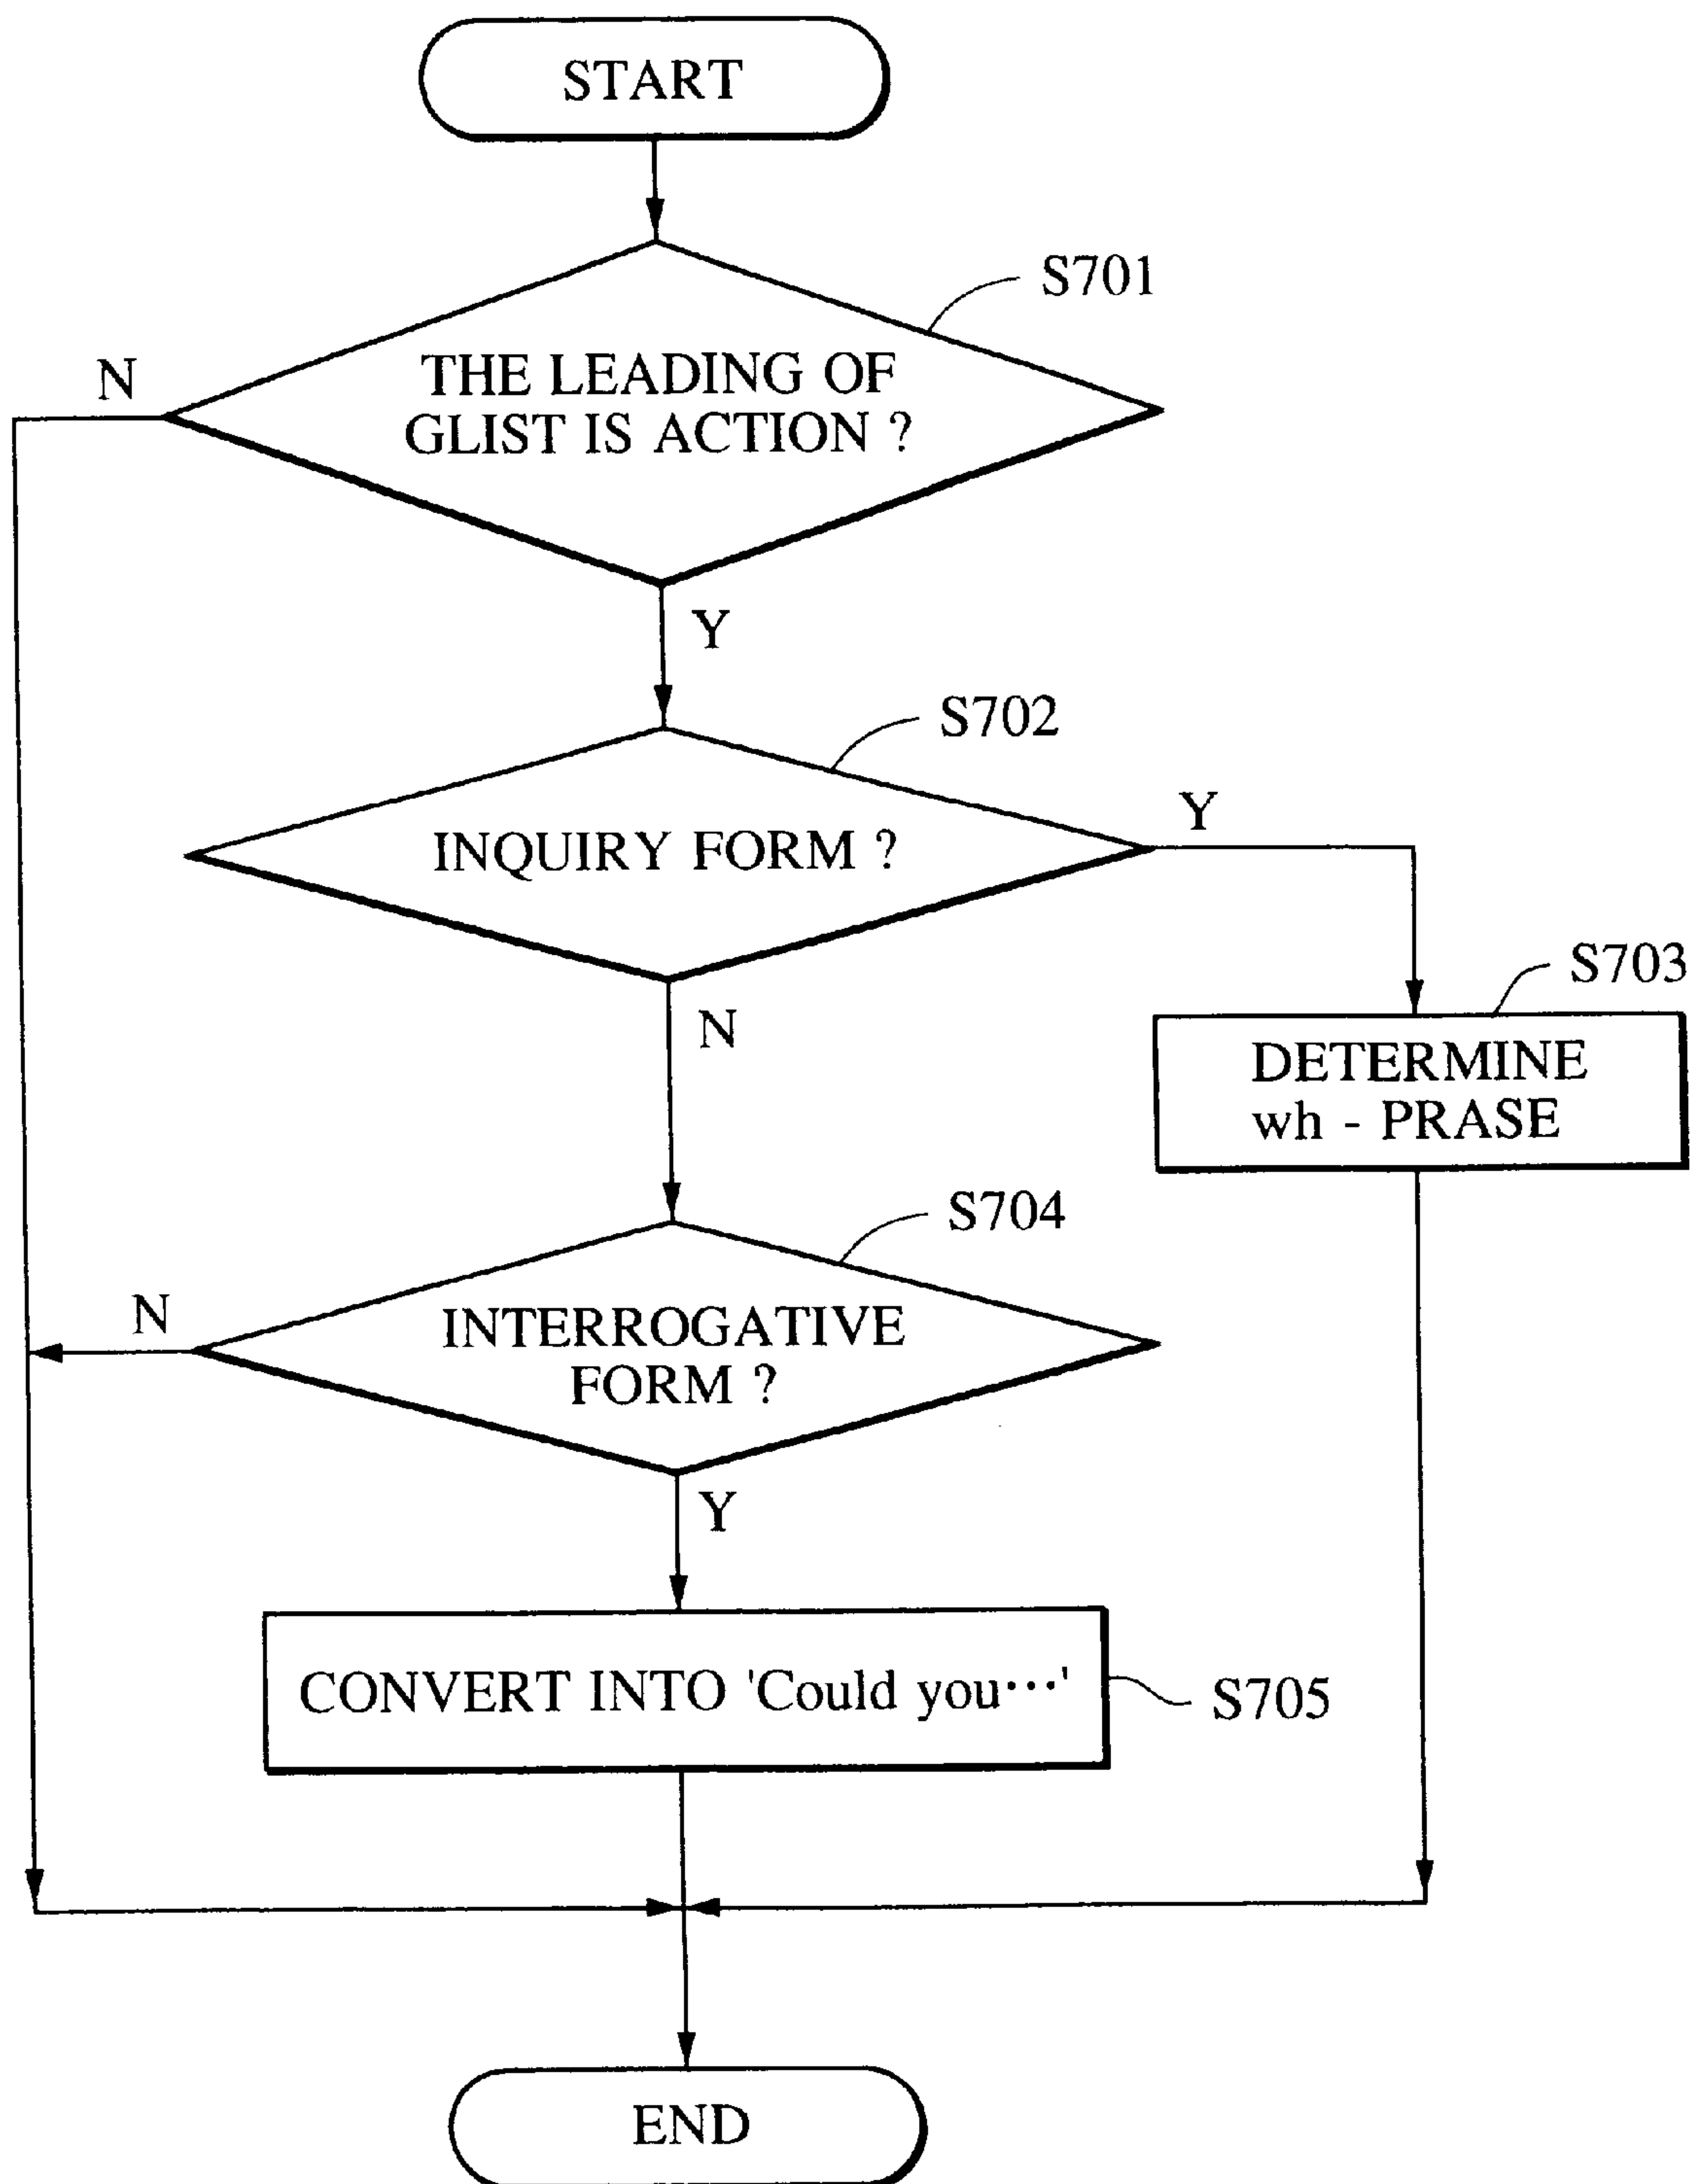 START
S701
N
THE LEADING OF
GLIST IS ACTION ?
Y
S702
Y
INQUIRY FORM ?
S703
N
DETERMINE
wh - PRASE
S704
N
INTERROGATIVE
FORM ?
Y
CONVERT INTO 'Could you···'
S705
END